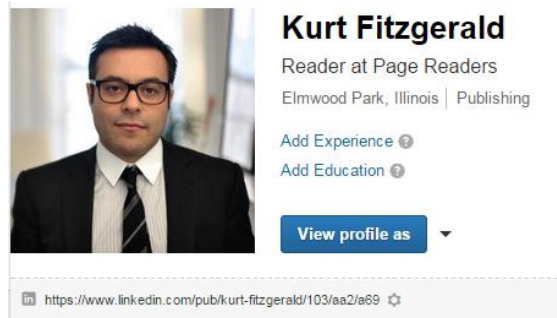 Kurt Fitzgerald
Reader at Page Readers
Elmwood Park, Illinois | Publishing
Add Experience ?
Add Education ?
View profile as
in https://www.linkedin.com/pub/kurt-fitzgerald/103/aa2/a69